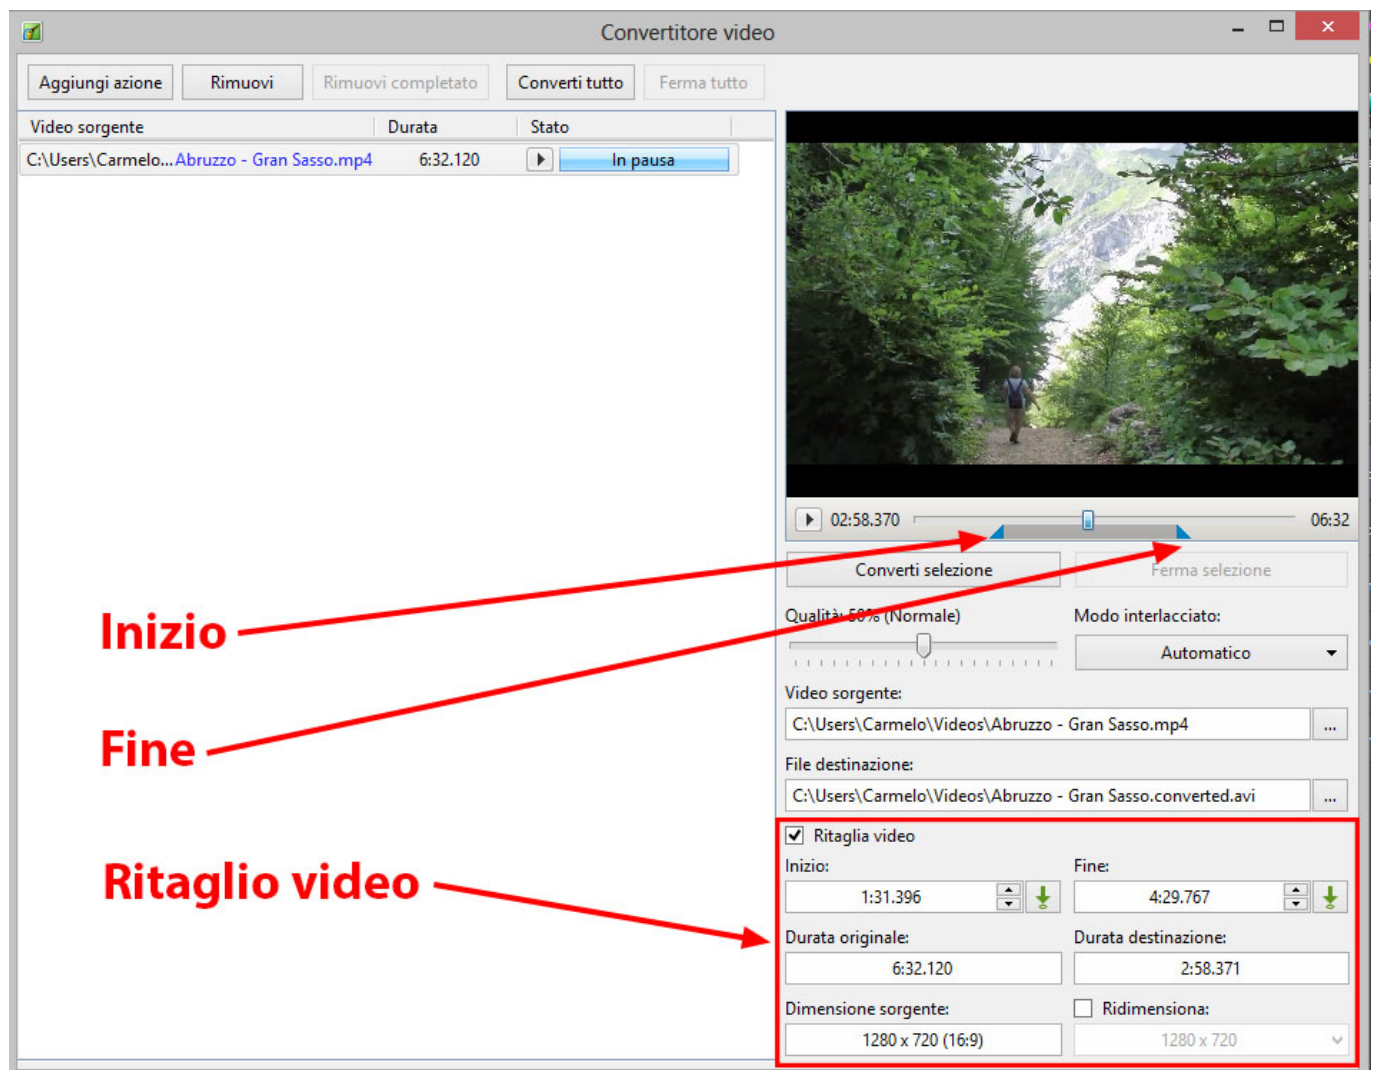 Convertitore video
Aggiungi azione Rimuovi Rimuovi completato Converti tutto Ferma tutto
Video sorgente Durata Stato
C:\Users\Carmelo...Abruzzo - Gran Sasso.mp4 6:32.120 In pausa
02:58.370 06:32
Converti selezione Ferma selezione
Inizio
Qualità: 50% (Normale) Modo interlacciato:
Automatico
Video sorgente:
C:\Users\Carmelo\Videos\Abruzzo - Gran Sasso.mp4 ...
Fine
File destinazione:
C:\Users\Carmelo\Videos\Abruzzo - Gran Sasso.converted.avi ...
Ritaglio video
Ritaglia video
Inizio: Fine:
1:31.396 4:29.767
Durata originale: Durata destinazione:
6:32.120 2:58.371
Dimensione sorgente: Ridimensiona:
1280 x 720 (16:9) 1280 x 720